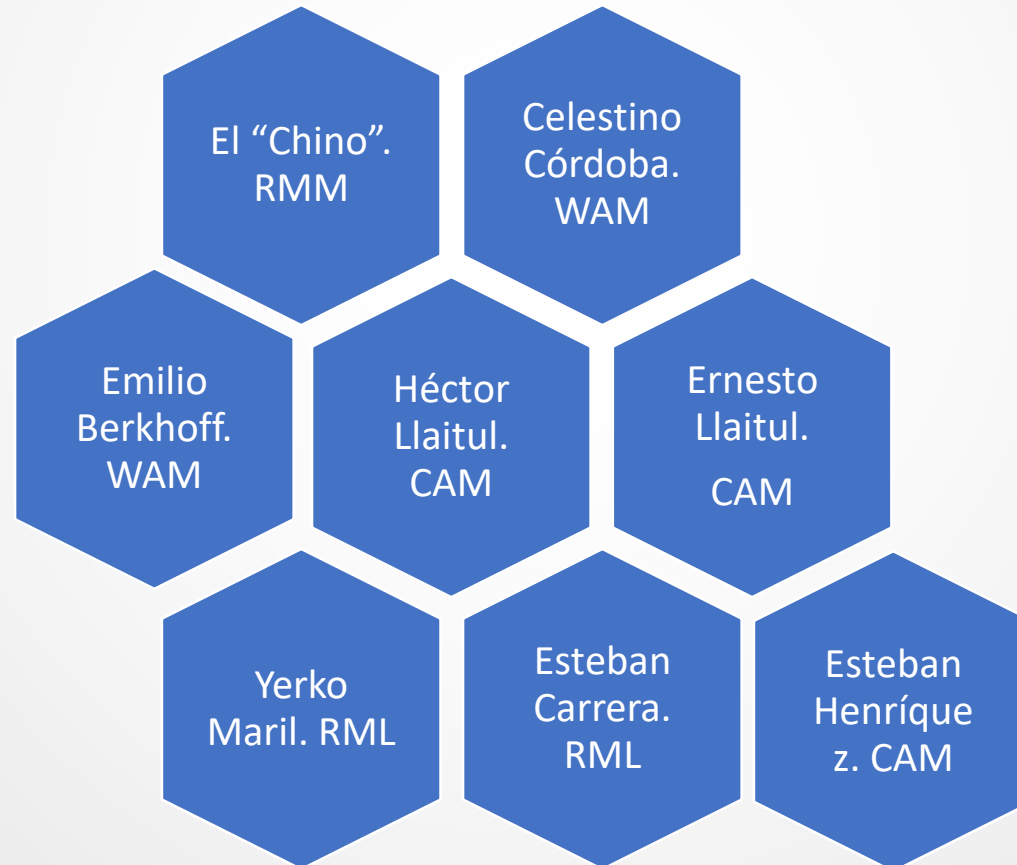 El “Chino”.
RMM
Celestino
Córdoba.
WAM
Emilio
Berkhoff.
WAM
Héctor
Llaitul.
CAM
Ernesto
Llaitul.
CAM
Yerko
Maril. RML
Esteban
Carrera.
RML
Esteban
Henríque
z. CAM